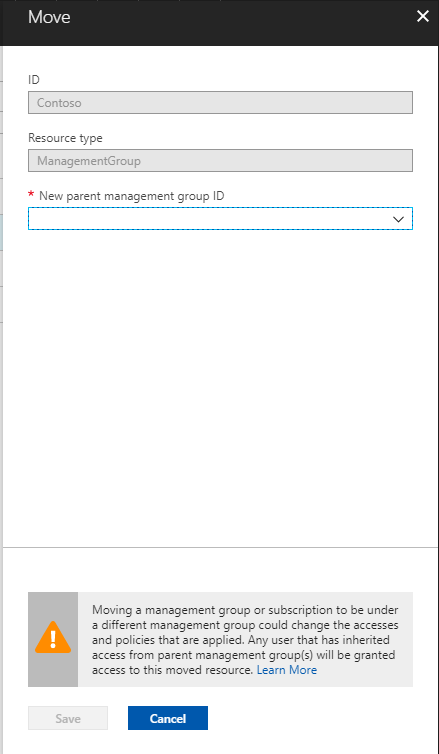 Move
ID
Contoso
Resource type
ManagementGroup
* New parent management group ID
Moving a management group or subscription to be under
a different management group could change the accesses
and policies that are applied. Any user that has inherited
access from parent management group(s) will be granted
access to this moved resource. Learn More
Save
Cancel